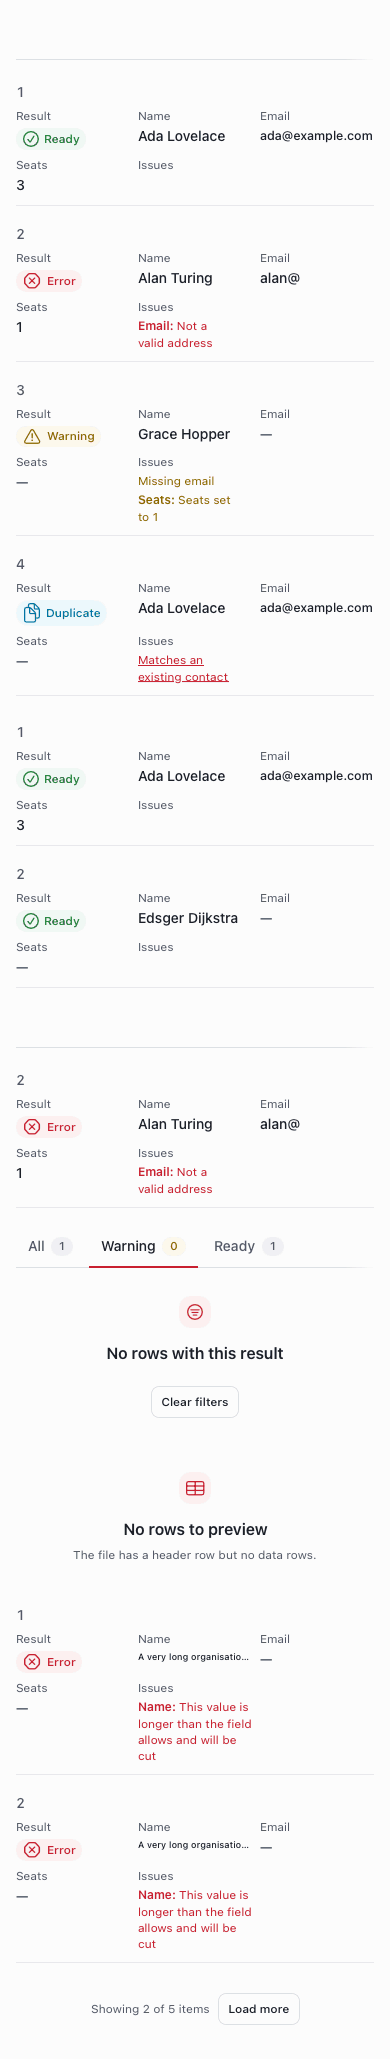 1
Result Name Email
Ready Ada Lovelace ada@example.com
Seats Issues
3
2
Result Name Email
Error Alan Turing alan@
Seats Issues
1 Email: Not a
valid address
3
Result Name Email
Warning Grace Hopper —
Seats Issues
— Missing email
Seats: Seats set
to 1
4
Result Name Email
Duplicate Ada Lovelace ada@example.com
Seats Issues
— Matches an
existing contact
1
Result Name Email
Ready Ada Lovelace ada@example.com
Seats Issues
3
2
Result Name Email
Ready Edsger Dijkstra —
Seats Issues
—
2
Result Name Email
Error Alan Turing alan@
Seats Issues
1 Email: Not a
valid address
All 1 Warning 0 Ready 1
No rows with this result
Clear filters
No rows to preview
The file has a header row but no data rows.
1
Result Name Email
Error A very long organisatio... —
Seats Issues
— Name: This value is
longer than the field
allows and will be
cut
2
Result Name Email
Error A very long organisatio... —
Seats Issues
— Name: This value is
longer than the field
allows and will be
cut
Showing 2 of 5 items Load more